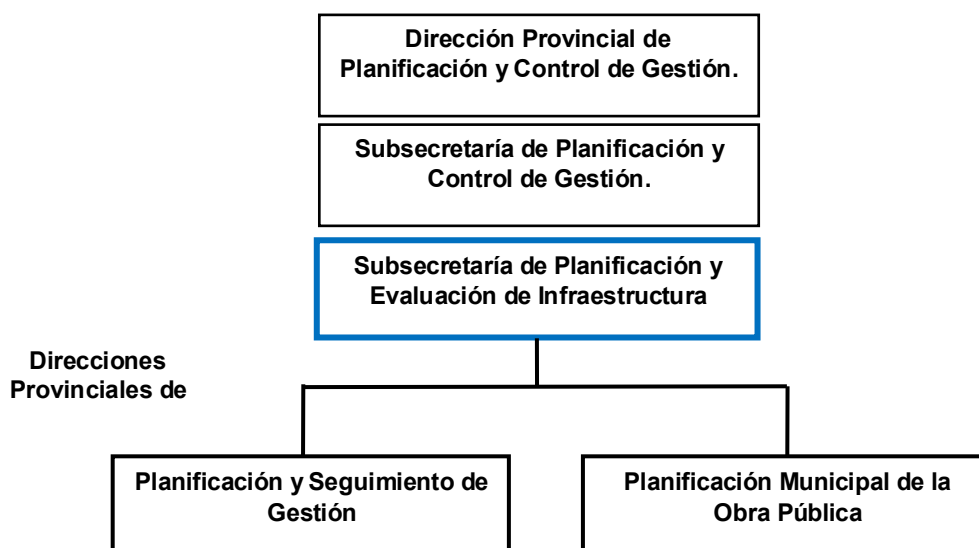 Dirección Provincial de
Planificación y Control de Gestión.
Subsecretaría de Planificación y
Control de Gestión.
Subsecretaría de Planificación y
Evaluación de Infraestructura
Direcciones
Provinciales de
Planificación y Seguimiento de
Gestión
Planificación Municipal de la
Obra Pública